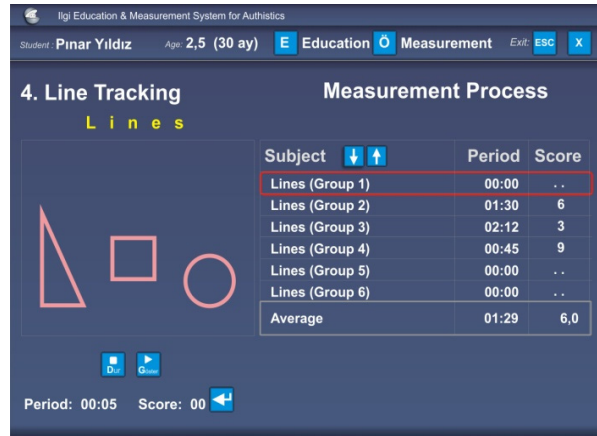 Ilgi Education & Measurement System for Authistics
Student : Pınar Yıldız Age: 2,5 (30 ay) E Education Ö Measurement Exit: ESC X
4. Line Tracking
Measurement Process
Lines
Subject Period Score
Lines (Group 1) 00:00 . .
Lines (Group 2) 01:30 6
Lines (Group 3) 02:12 3
Lines (Group 4) 00:45 9
Lines (Group 5) 00:00 . .
Lines (Group 6) 00:00 . .
Average 01:29 6,0
Dur Göster
Period: 00:05 Score: 00